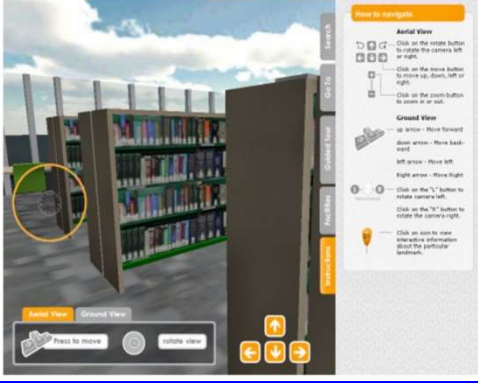 Search
Go To
Guided Tour
Facilities
Instructions
Aerial View
Ground View
Press to move
rotate view
How to navigate
Aerial View
Click on the rotate button
to rotate the camera left
or right.
Click on the move button
to move up, down, left or
right.
Click on the zoom button
to zoom in or out.
Ground View
up arrow - Move forward
down arrow - Move back-
ward
left arrow - Move left
Right arrow - Move Right
L
R
Click on the "L" button to
rotate camera left.
Click on the "R" button to
rotate the camera right.
Click on icon to view
interactive information
about the particular
landmark.